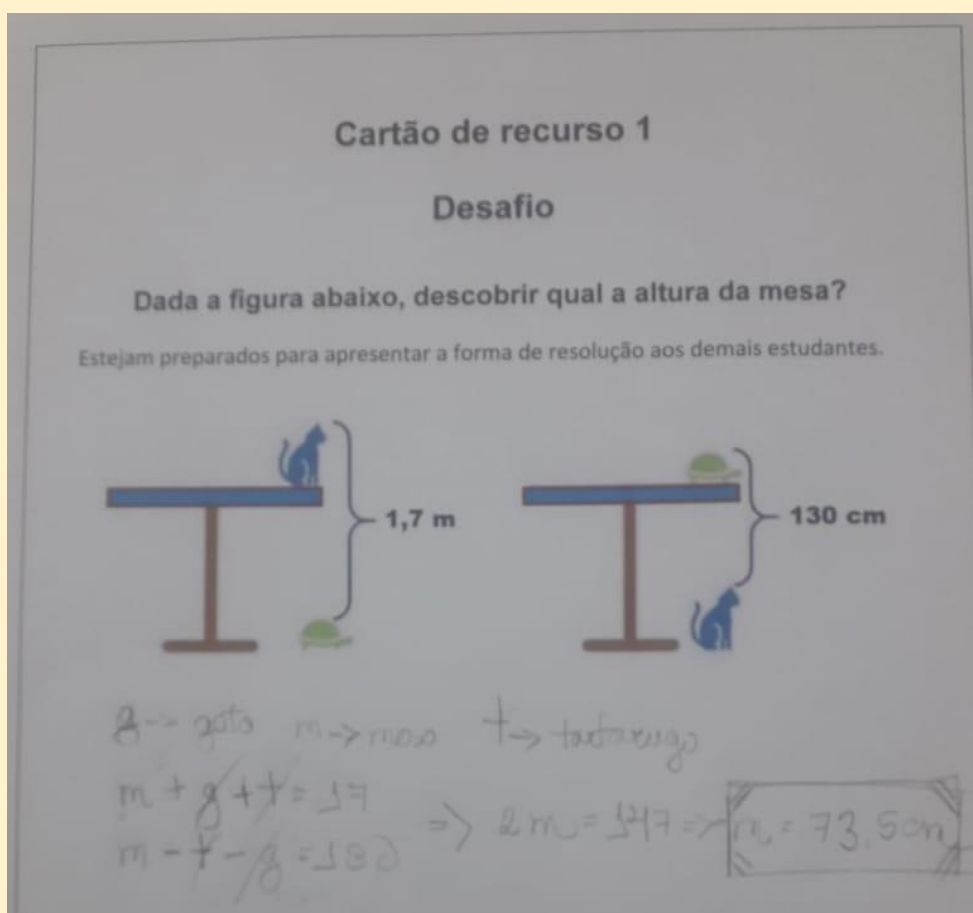 Cartão de recurso 1
Desafio
Dada a figura abaixo, descobrir qual a altura da mesa?
Estejam preparados para apresentar a forma de resolução aos demais estudantes.
1,7 m
130 cm
g -> gato m -> mesa t -> tartaruga
m + g + t = 17
m - t - g = 130 => 2m = 147 => m = 73,5cm